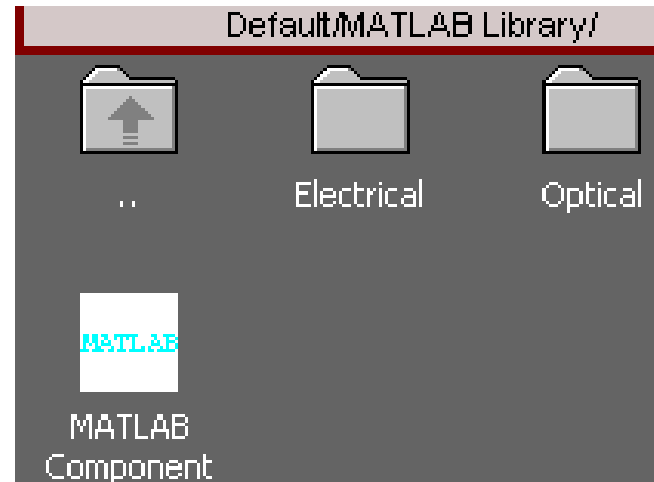 Default/MATLAB Library/
.. Electrical Optical
MATLAB
MATLAB
Component